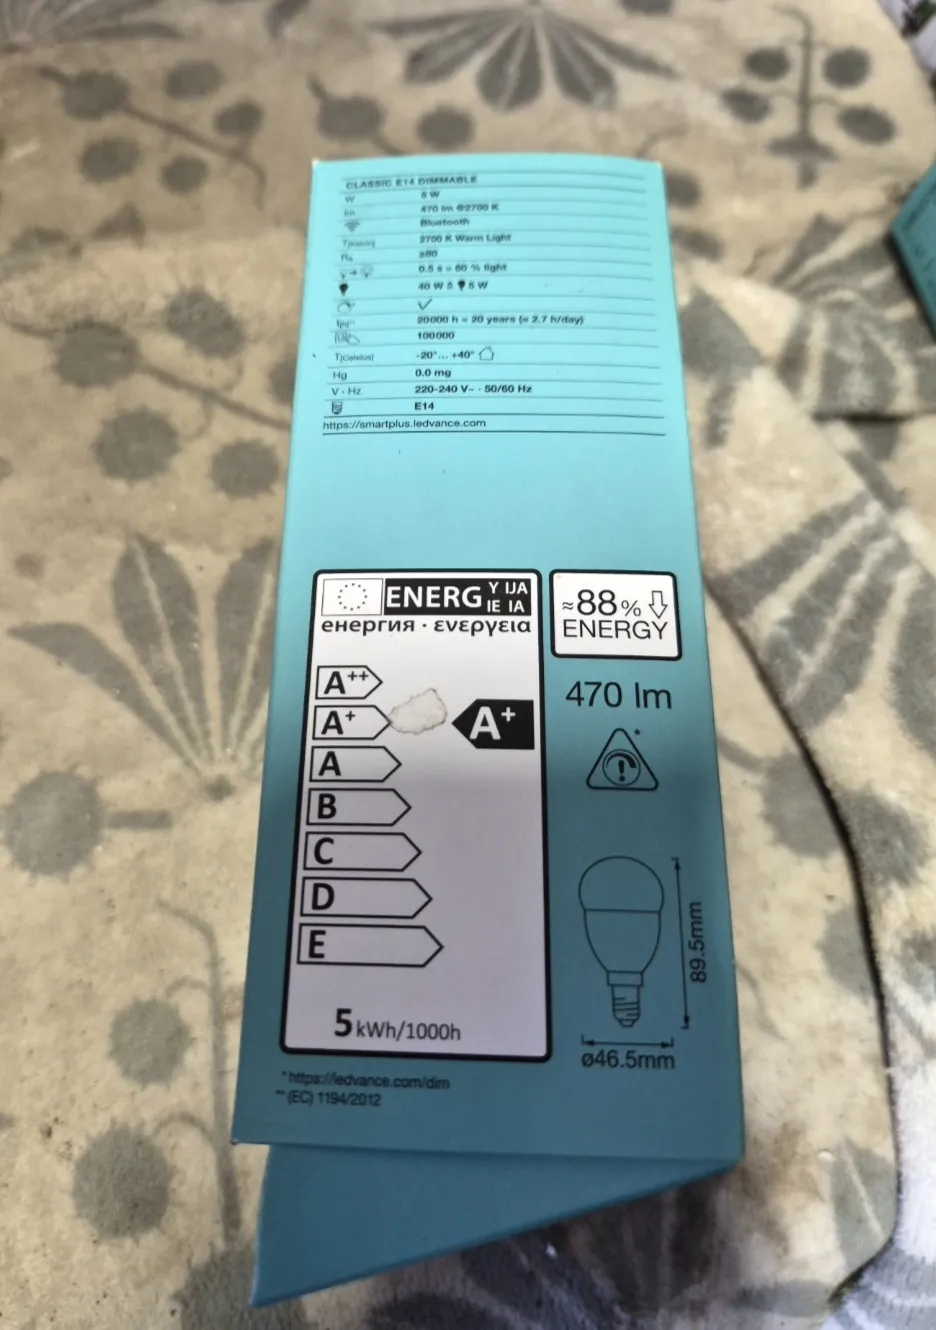 CLASSIC E14 DIMMABLE
W 5 W
lm 470 lm @2700 K
Bluetooth
2700 K Warm Light
Ra ≥80
0.5 s = 60 % light
40 W ≙ 5 W
20000 h = 20 years (= 2.7 h/day)
100000
T[Celsius] -20°... +40°
Hg 0.0 mg
V · Hz 220-240 V~ · 50/60 Hz
E14
https://smartplus.ledvance.com
ENERG Y IJA
IE IA
енергия · ενεργεια
≈88%
ENERGY
A++
A+
A+
A
B
C
D
E
5 kWh/1000h
470 lm
!
*
89.5mm
ø46.5mm
* https://ledvance.com/dim
** (EC) 1194/2012